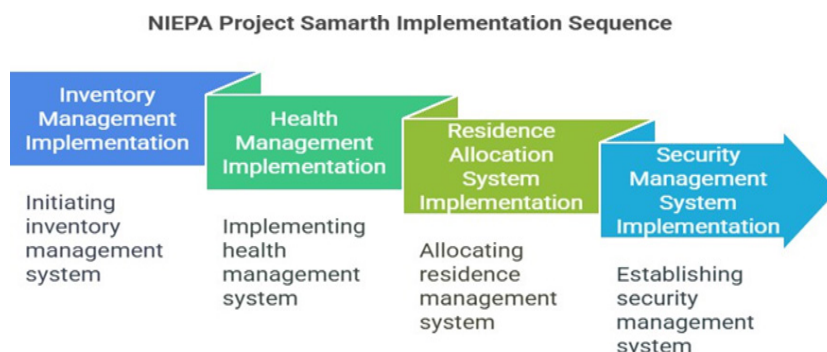 NIEPA Project Samarth Implementation Sequence
Inventory
Management
Implementation
Initiating
inventory
management
system
Health
Management
Implementation
Implementing
health
management
system
Residence
Allocation
System
Implementation
Allocating
residence
management
system
Security
Management
System
Implementation
Establishing
security
management
system